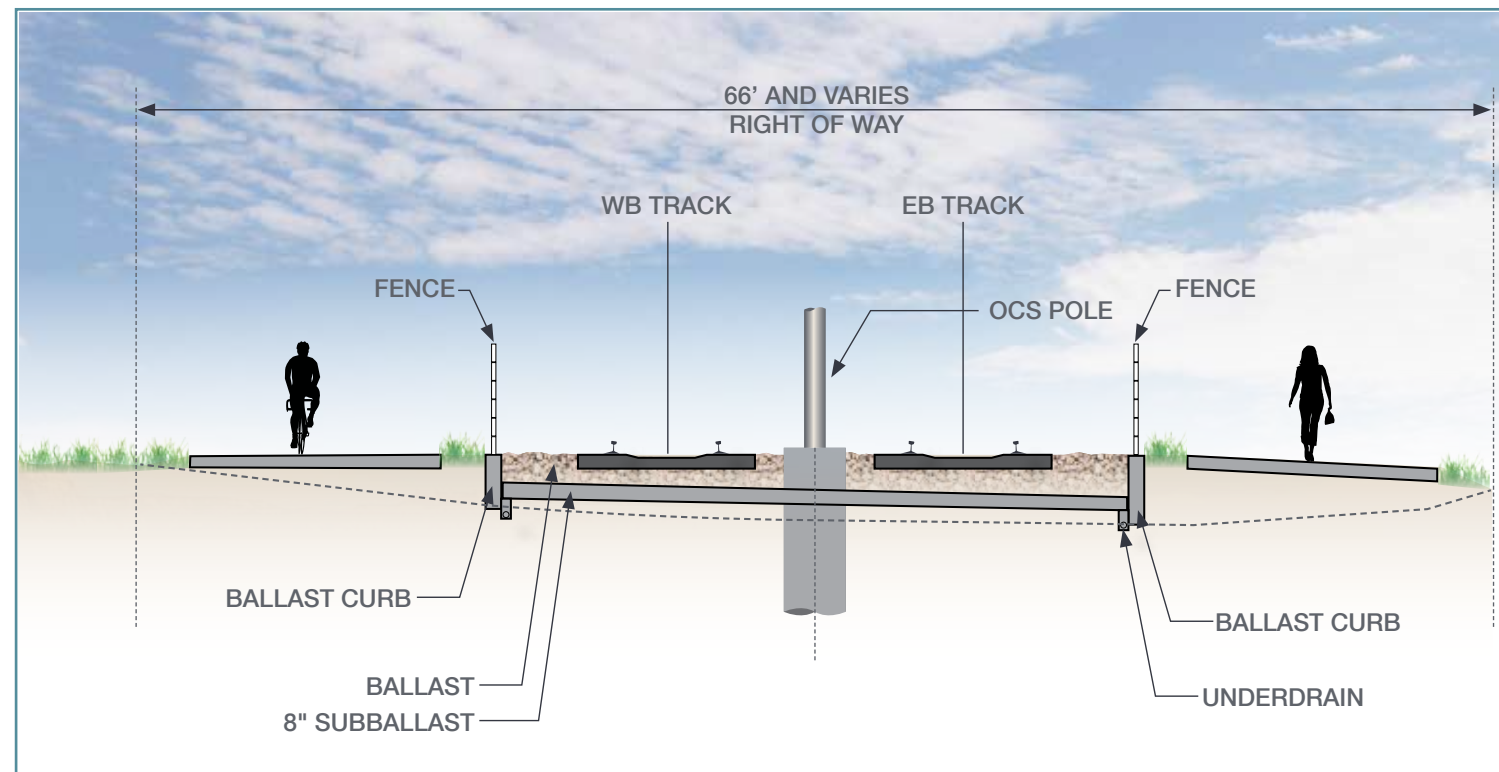 66’ AND VARIES
RIGHT OF WAY
WB TRACK
EB TRACK
FENCE
FENCE
OCS POLE
BALLAST CURB
BALLAST CURB
BALLAST
UNDERDRAIN
8" SUBBALLAST